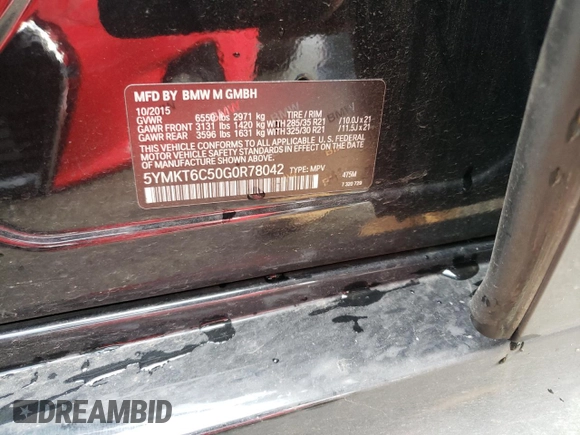 MFD BY BMW M GMBH
10/2015
GVWR 6550 lbs 2971 kg TIRE / RIM
GAWR FRONT 3131 lbs 1420 kg WITH 285/35 R21 /10.0J x 21
GAWR REAR 3596 lbs 1631 kg WITH 325/30 R21 /11.5J x 21
THIS VEHICLE CONFORMS TO ALL APPLICABLE U.S. FEDERAL
MOTOR VEHICLE SAFETY STANDARDS IN EFFECT ON THE DATE OF
MANUFACTURE SHOWN ABOVE.
5YMKT6C50G0R78042 TYPE: MPV
475M
7 300 729
DREAMBID